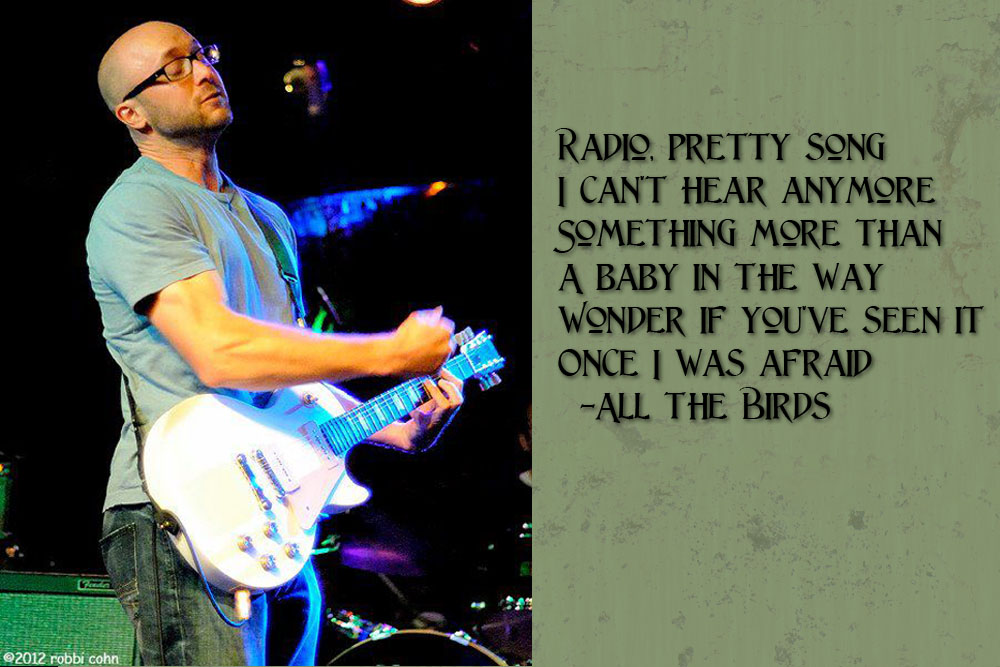 Radio, pretty song
I can't hear anymore
Something more than
a baby in the way
Wonder if you've seen it
once I was afraid
-All the Birds
Fender
©2012 robbi cohn